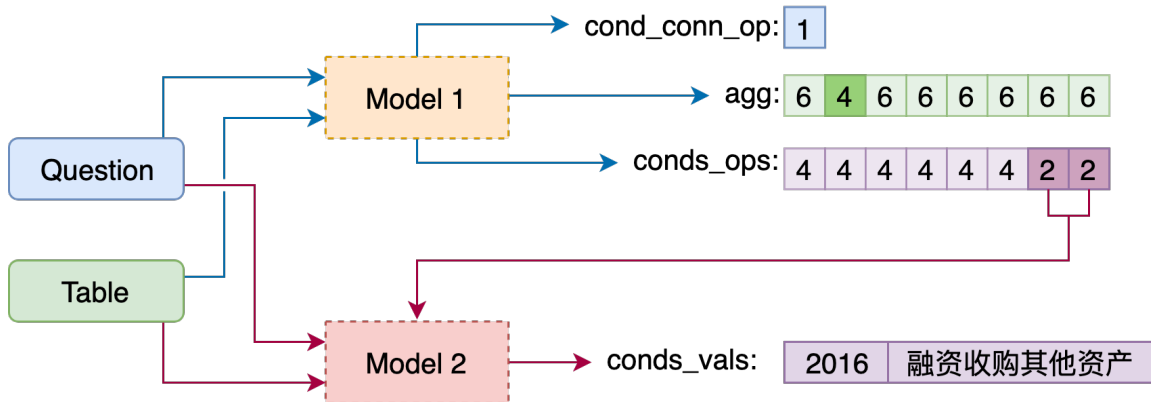 cond_conn_op: 1
Model 1
agg: 6 4 6 6 6 6 6 6
Question
conds_ops: 4 4 4 4 4 4 2 2
Table
Model 2
conds_vals: 2016 融资收购其他资产